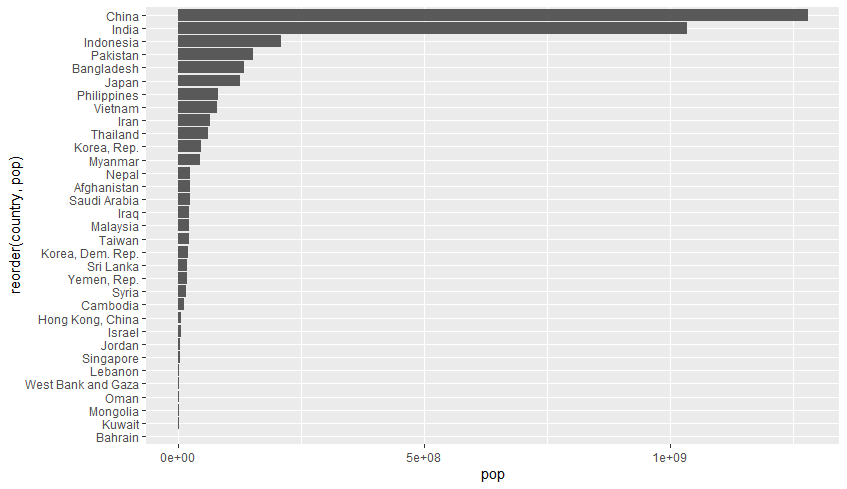 China
India
Indonesia
Pakistan
Bangladesh
Japan
Philippines
Vietnam
Iran
Thailand
Korea, Rep.
Myanmar
Nepal
Afghanistan
Saudi Arabia
Iraq
Malaysia
Taiwan
Korea, Dem. Rep.
Sri Lanka
Yemen, Rep.
Syria
Cambodia
Hong Kong, China
Israel
Jordan
Singapore
Lebanon
West Bank and Gaza
Oman
Mongolia
Kuwait
Bahrain
reorder(country, pop)
0e+00 5e+08 1e+09
pop